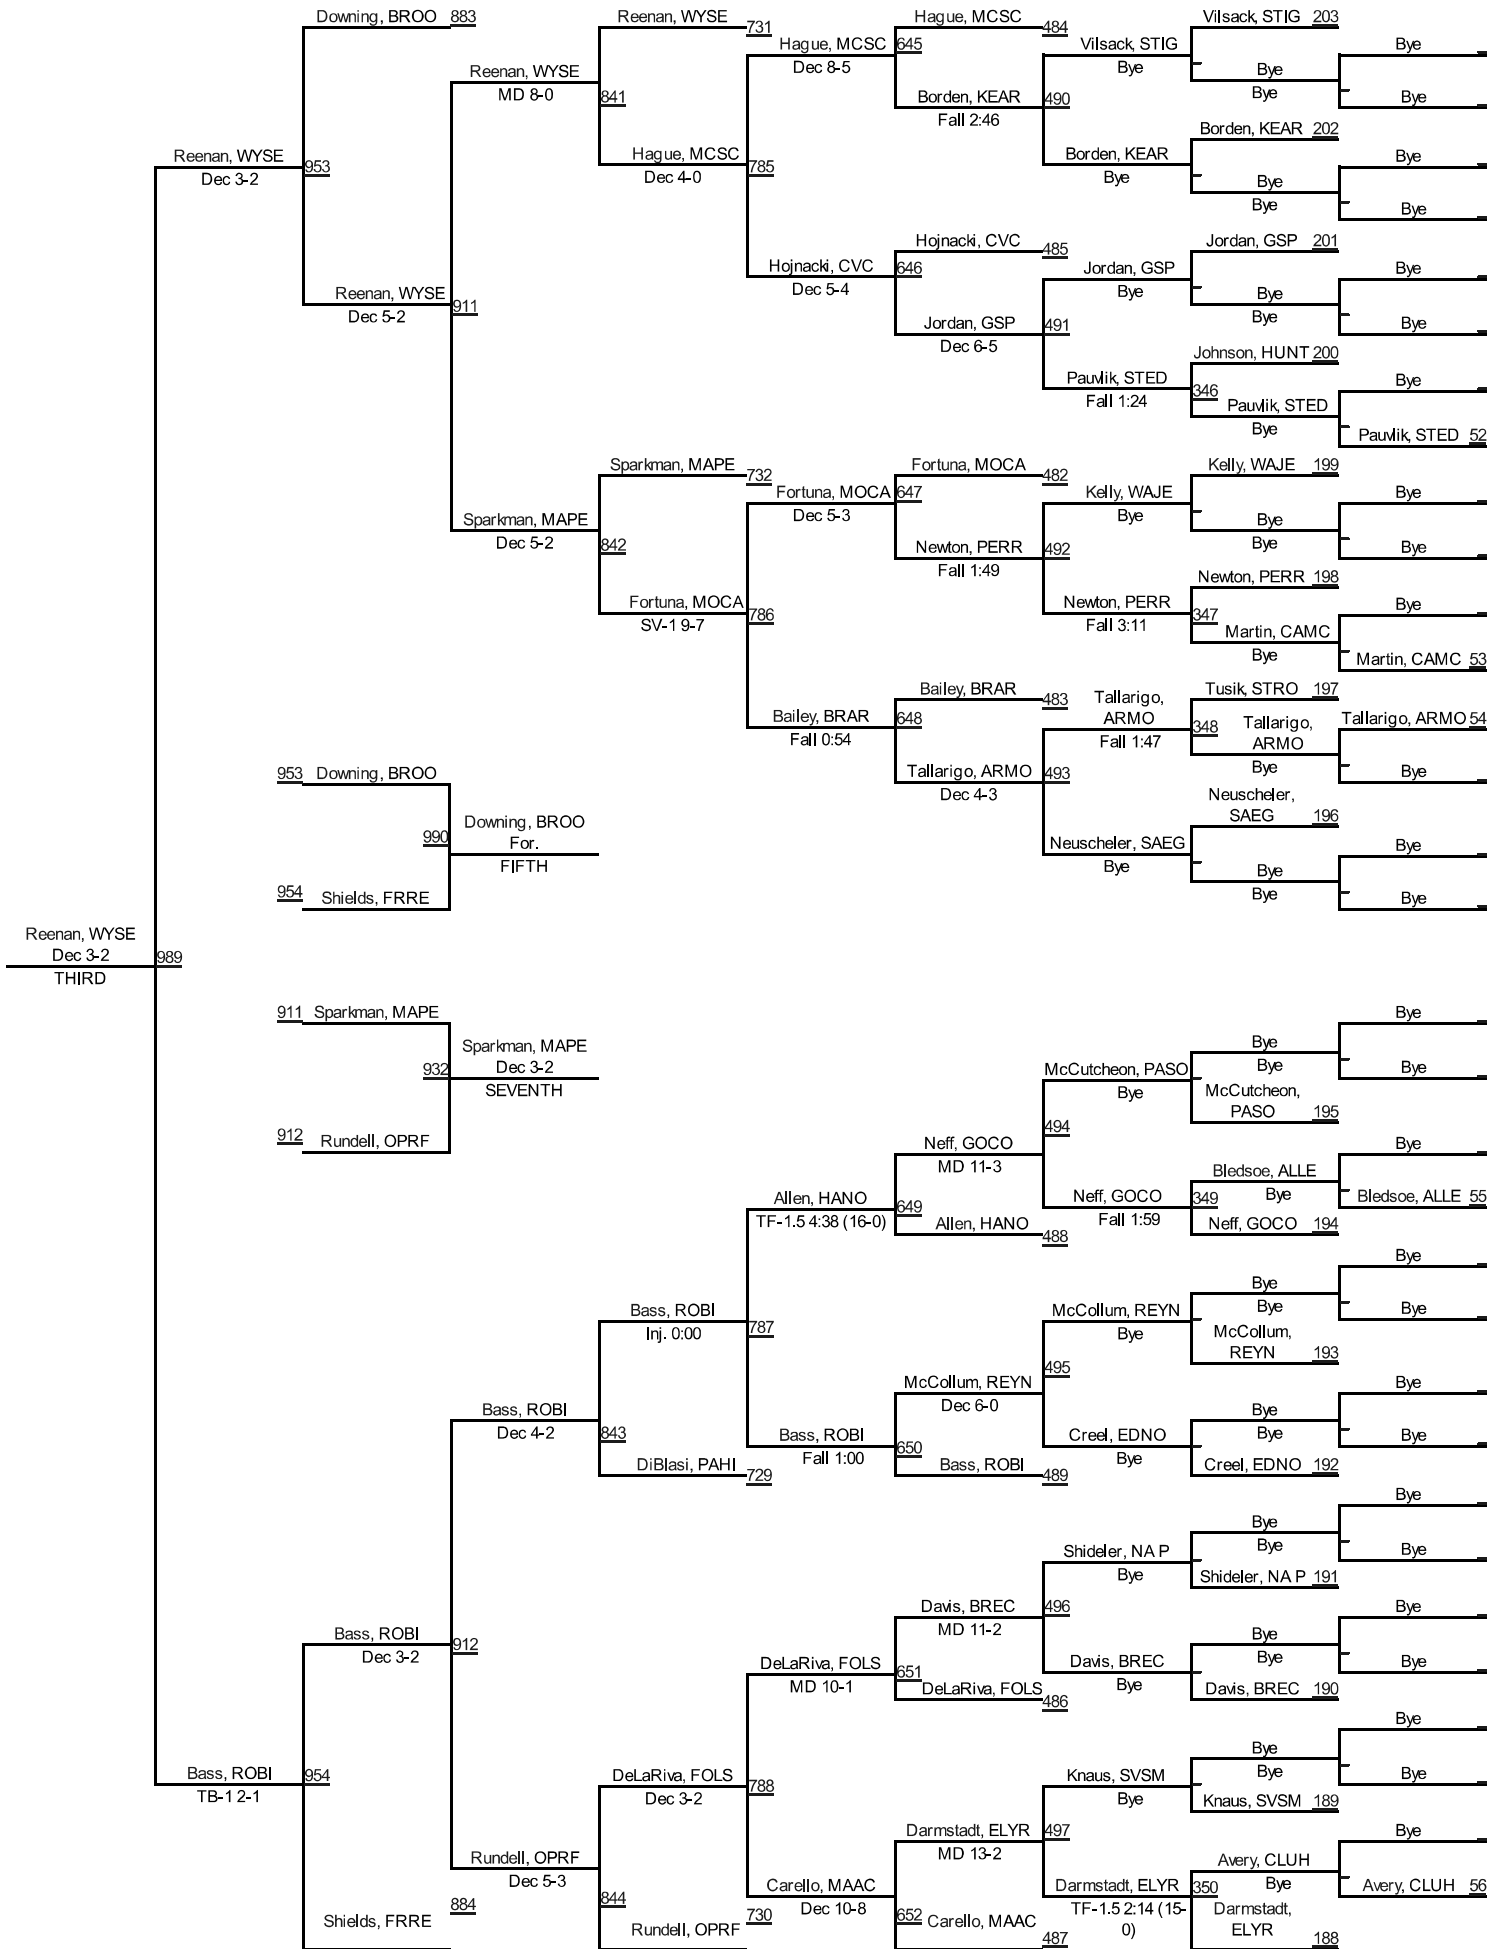 Downing, BROO 883
Reenan, WYSE
731
Hague, MCSC
484
Vilsack, STIG 203
Hague, MCSC 645
Dec 8-5
Vilsack, STIG
Bye
Bye
Reenan, WYSE
MD 8-0
841
Bye
Bye
Borden, KEAR 490
Fall 2:46
Bye
Borden, KEAR 202
Reenan, WYSE 953
Dec 3-2
Hague, MCSC 785
Dec 4-0
Borden, KEAR
Bye
Bye
Bye
Bye
Bye
Hojnacki, CVC
485
Jordan, GSP 201
Hojnacki, CVC 646
Dec 5-4
Jordan, GSP
Bye
Bye
Bye
Bye
Bye
Reenan, WYSE 911
Dec 5-2
Jordan, GSP 491
Dec 6-5
Johnson, HUNT 200
Pauvlik, STED 346
Fall 1:24
Bye
Pauvlik, STED
Bye
Pauvlik, STED 52
Sparkman, MAPE
732
Fortuna, MOCA
482
Kelly, WAJE 199
Fortuna, MOCA 647
Dec 5-3
Kelly, WAJE
Bye
Bye
Bye
Bye
Bye
Sparkman, MAPE
Dec 5-2
842
Newton, PERR 492
Fall 1:49
Newton, PERR 198
Fortuna, MOCA 786
SV-1 9-7
Newton, PERR 347
Fall 3:11
Bye
Martin, CAMC
Bye
Martin, CAMC 53
Bailey, BRAR
483
Tusik, STRO 197
Bailey, BRAR 648
Fall 0:54
Tallarigo,
ARMO
Fall 1:47
348
Tallarigo,
ARMO
Bye
Tallarigo, ARMO 54
Bye
Tallarigo, ARMO 493
Dec 4-3
953 Downing, BROO
Neuscheler,
SAEG 196
990
Downing, BROO
For.
FIFTH
Neuscheler, SAEG
Bye
Bye
Bye
Bye
Bye
954 Shields, FRRE
Reenan, WYSE
Dec 3-2
THIRD
989
911 Sparkman, MAPE
932
Sparkman, MAPE
Dec 3-2
SEVENTH
Bye
Bye
Bye
Bye
McCutcheon, PASO
Bye
McCutcheon,
PASO 195
912 Rundell, OPRF
494
Neff, GOCO
MD 11-3
Bye
Bledsoe, ALLE
Bye
Bledsoe, ALLE 55
Allen, HANO
TF-1.5 4:38 (16-0)
649
Neff, GOCO 349
Fall 1:59
Allen, HANO
488
Neff, GOCO 194
Bye
Bye
Bye
Bye
Bass, ROBI
Inj. 0:00
787
McCollum, REYN
Bye
McCollum,
REYN 193
495
McCollum, REYN
Dec 6-0
Bye
Bye
Bye
Bye
Bass, ROBI
Dec 4-2
843
Bass, ROBI 650
Fall 1:00
Creel, EDNO
Bye
DiBlasi, PAHI
729
Bass, ROBI
489
Creel, EDNO 192
Bye
Bye
Bye
Bye
Shideler, NA P
Bye
Shideler, NA P 191
Davis, BREC 496
MD 11-2
Bye
Bye
Bye
Bye
Bass, ROBI 912
Dec 3-2
DeLaRiva, FOLS
MD 10-1
651
Davis, BREC
Bye
DeLaRiva, FOLS
486
Davis, BREC 190
Bye
Bye
Bye
Bye
Bass, ROBI 954
TB-1 2-1
DeLaRiva, FOLS 788
Dec 3-2
Knaus, SVSM
Bye
Knaus, SVSM 189
Darmstadt, ELYR 497
MD 13-2
Bye
Rundell, OPRF
Dec 5-3
844
Avery, CLUH
Bye
Avery, CLUH 56
Carello, MAAC
Dec 10-8
652
Darmstadt, ELYR 350
TF-1.5 2:14 (15-
0)
Shields, FRRE
884
Rundell, OPRF
730
Carello, MAAC
487
Darmstadt,
ELYR
188